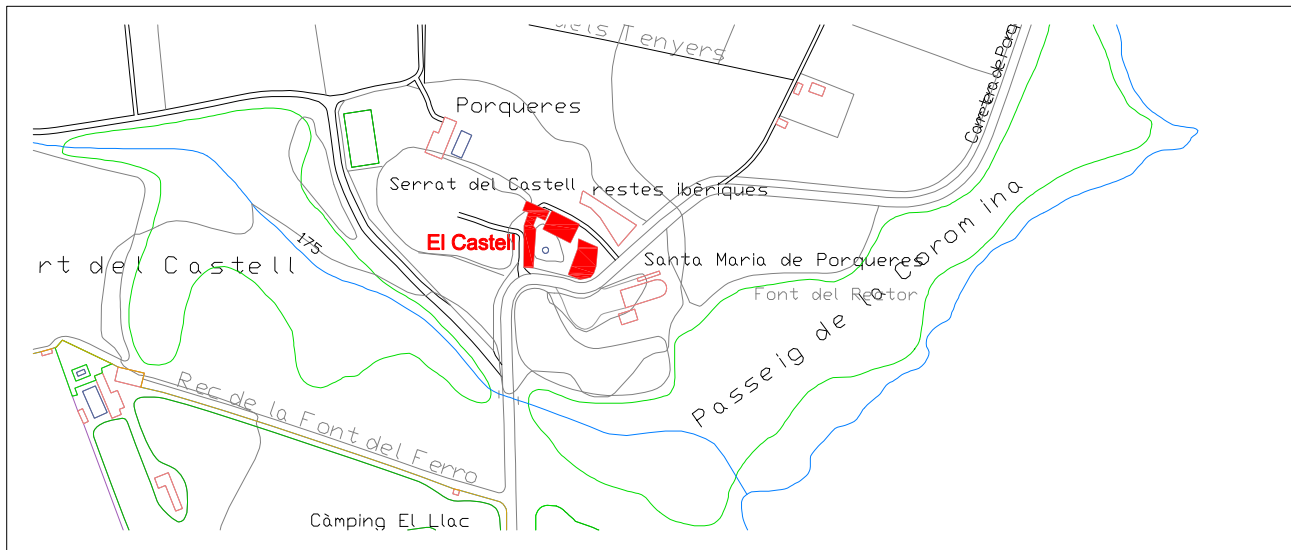 dels Tenyers
Carretera de Porq
Porqueres
Serrat del Castell
restes ibèriques
El Castell
175
rt del Castell
Santa Maria de Porqueres
Font del Rector
Passeig de la Coromina
Rec de la Font del Ferro
Càmping El Llac